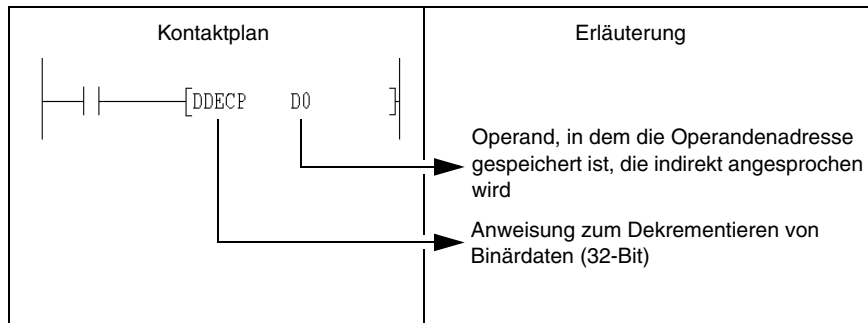 Kontaktplan
Erläuterung
DDECP D0
Operand, in dem die Operandenadresse
gespeichert ist, die indirekt angesprochen
wird
Anweisung zum Dekrementieren von
Binärdaten (32-Bit)